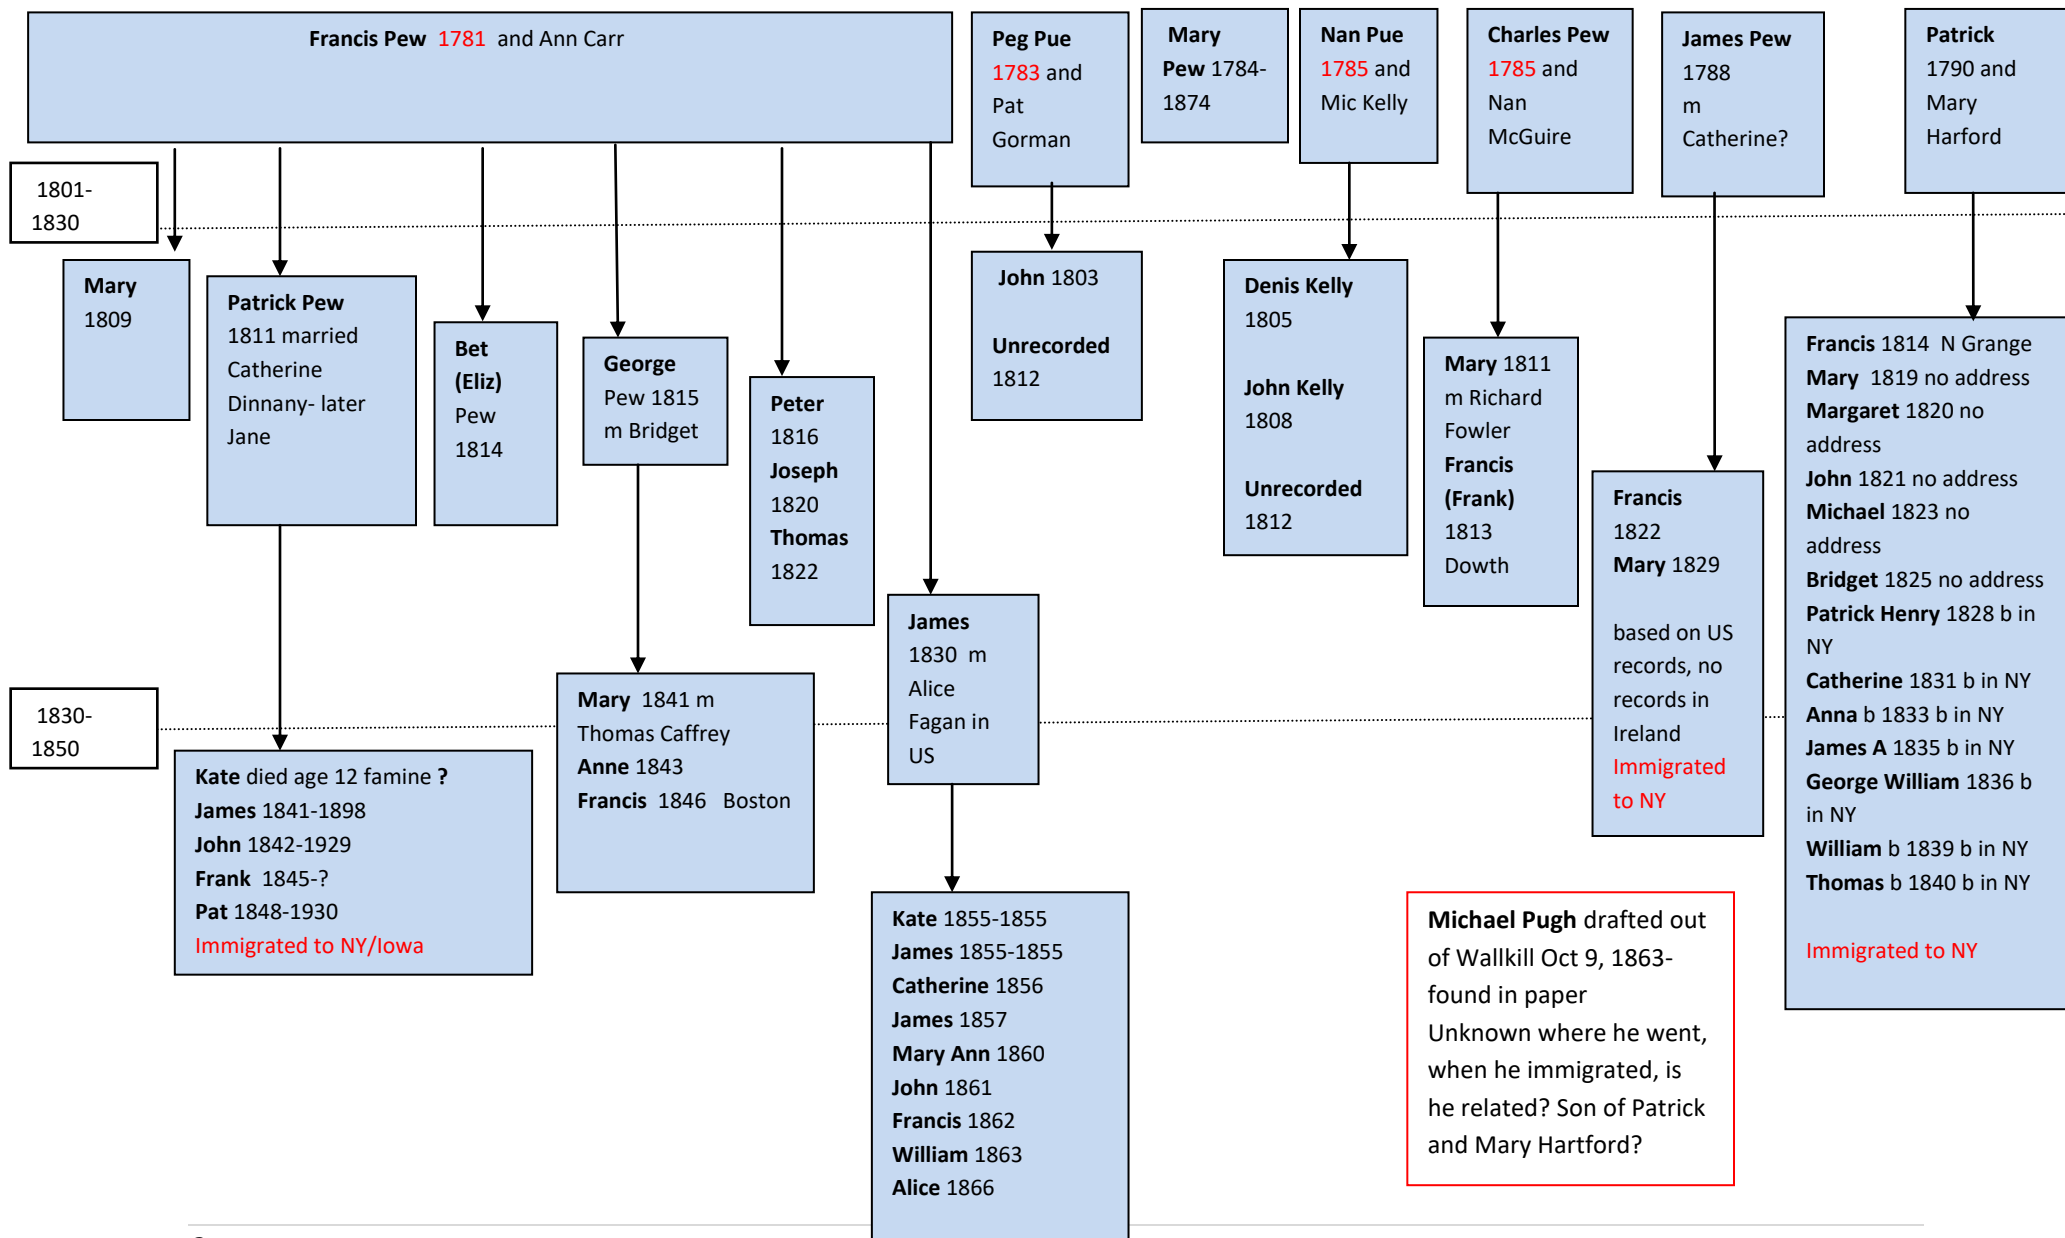 Francis Pew 1781 and Ann Carr
Peg Pue
1783 and
Pat
Gorman
Mary
Pew 1784-
1874
Nan Pue
1785 and
Mic Kelly
Charles Pew
1785 and
Nan
McGuire
James Pew
1788
m
Catherine?
Patrick
1790 and
Mary
Harford
1801-
1830
Mary
1809
Patrick Pew
1811 married
Catherine
Dinnany- later
Jane
Bet
(Eliz)
Pew
1814
George
Pew 1815
m Bridget
Peter
1816
Joseph
1820
Thomas
1822
James
1830 m
Alice
Fagan in
US
John 1803
Unrecorded
1812
Denis Kelly
1805
John Kelly
1808
Unrecorded
1812
Mary 1811
m Richard
Fowler
Francis
(Frank)
1813
Dowth
Francis
1822
Mary 1829
based on US
records, no
records in
Ireland
Immigrated
to NY
Francis 1814 N Grange
Mary 1819 no address
Margaret 1820 no
address
John 1821 no address
Michael 1823 no
address
Bridget 1825 no address
Patrick Henry 1828 b in
NY
Catherine 1831 b in NY
Anna b 1833 b in NY
James A 1835 b in NY
George William 1836 b
in NY
William b 1839 b in NY
Thomas b 1840 b in NY
Immigrated to NY
1830-
1850
Kate died age 12 famine ?
James 1841-1898
John 1842-1929
Frank 1845-?
Pat 1848-1930
Immigrated to NY/Iowa
Mary 1841 m
Thomas Caffrey
Anne 1843
Francis 1846 Boston
Kate 1855-1855
James 1855-1855
Catherine 1856
James 1857
Mary Ann 1860
John 1861
Francis 1862
William 1863
Alice 1866
Michael Pugh drafted out
of Wallkill Oct 9, 1863-
found in paper
Unknown where he went,
when he immigrated, is
he related? Son of Patrick
and Mary Hartford?